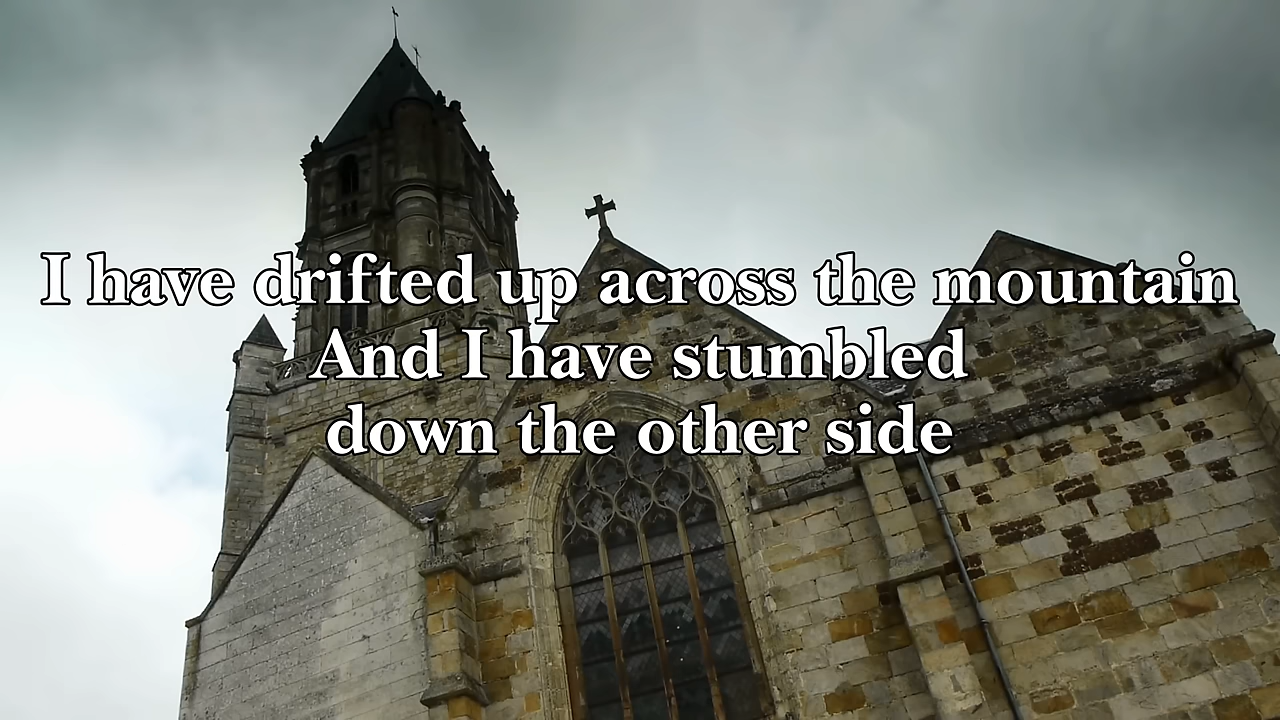 I have drifted up across the mountain
And I have stumbled
down the other side